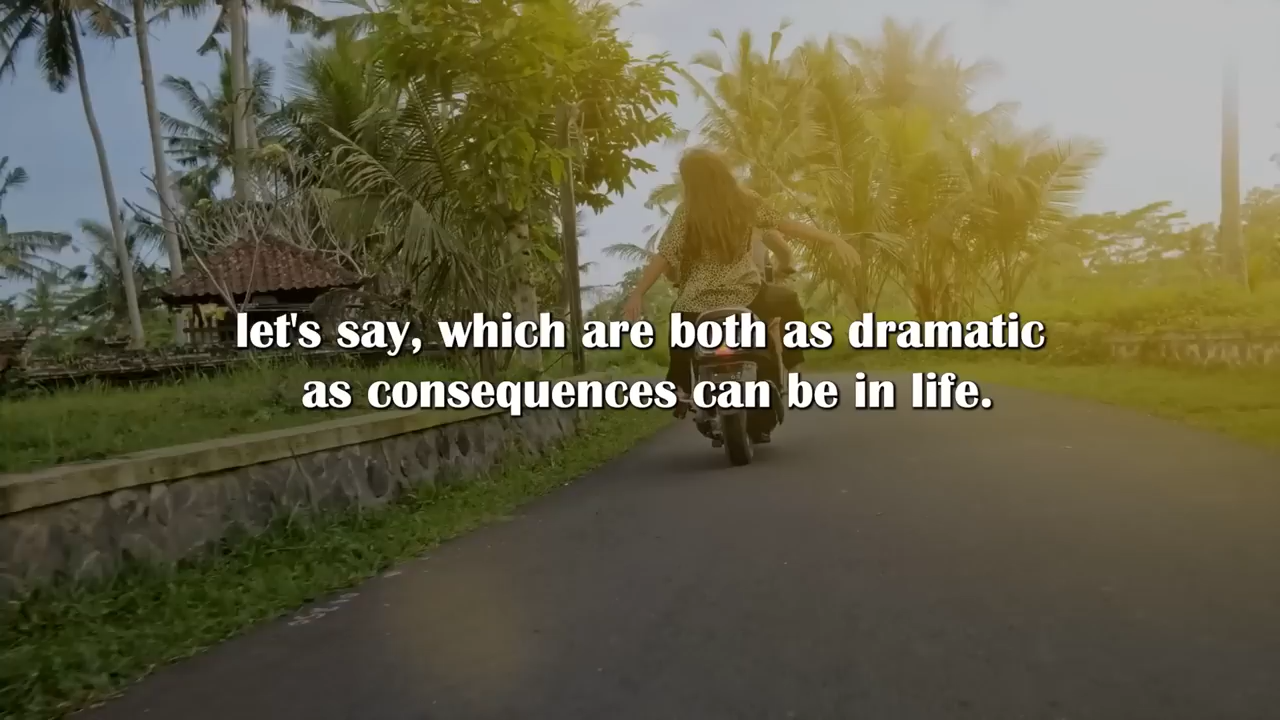 let's say, which are both as dramatic
as consequences can be in life.